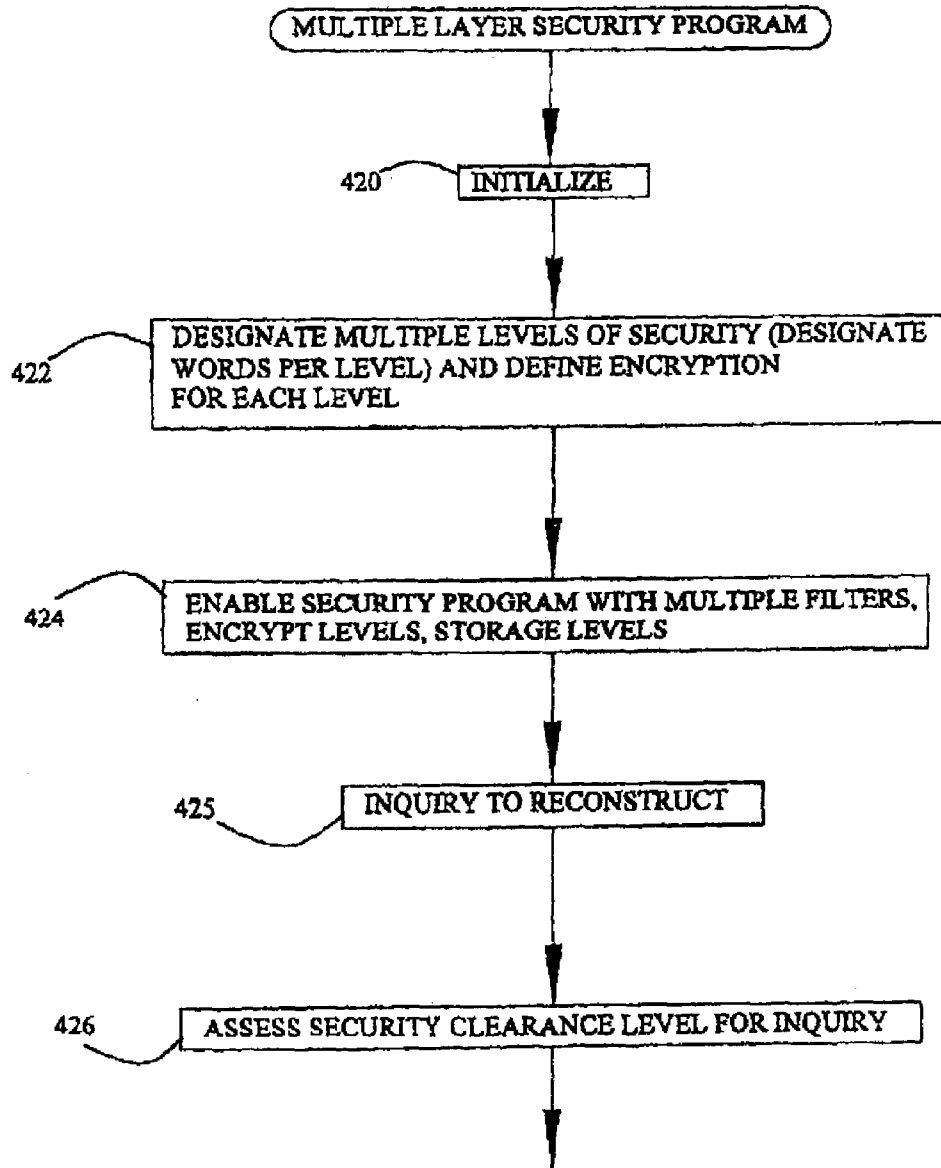 MULTIPLE LAYER SECURITY PROGRAM
420
INITIALIZE
422
DESIGNATE MULTIPLE LEVELS OF SECURITY (DESIGNATE
WORDS PER LEVEL) AND DEFINE ENCRYPTION
FOR EACH LEVEL
424
ENABLE SECURITY PROGRAM WITH MULTIPLE FILTERS,
ENCRYPT LEVELS, STORAGE LEVELS
425
INQUIRY TO RECONSTRUCT
426
ASSESS SECURITY CLEARANCE LEVEL FOR INQUIRY